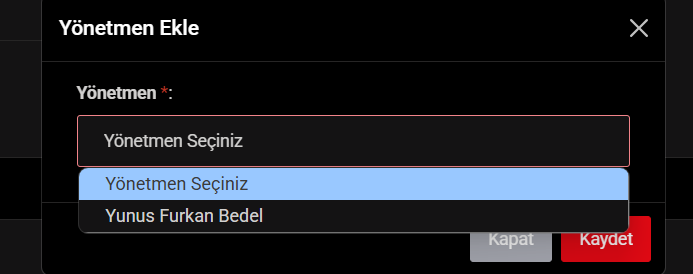 Yönetmen Ekle
Yönetmen *:
Yönetmen Seçiniz
Yönetmen Seçiniz
Yunus Furkan Bedel
Kapat Kaydet